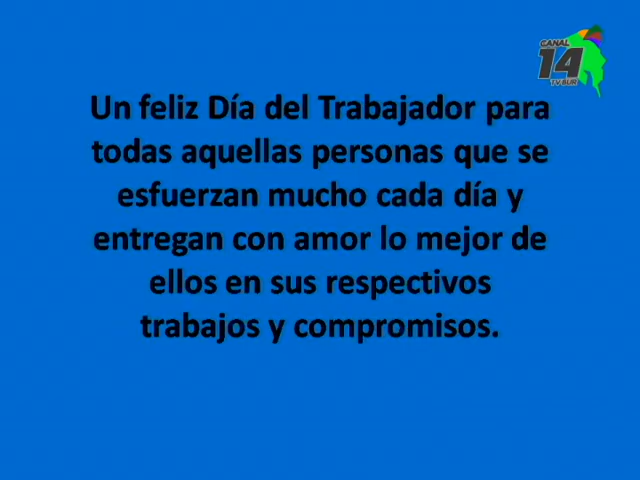 CANAL
14
TV SUR
Un feliz Día del Trabajador para
todas aquellas personas que se
esfuerzan mucho cada día y
entregan con amor lo mejor de
ellos en sus respectivos
trabajos y compromisos.